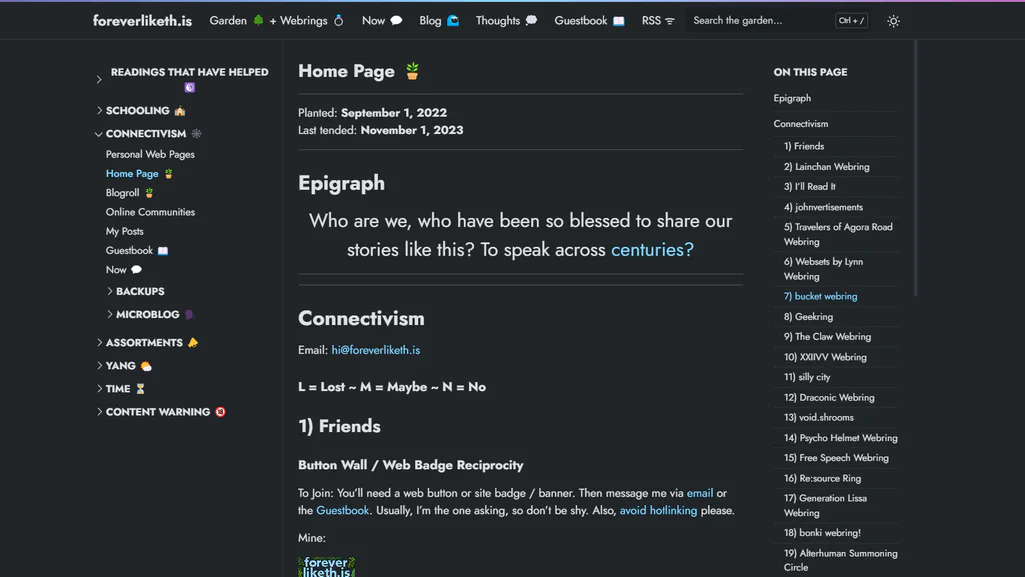 foreverliketh.is
Garden 🌳 + Webrings 💍
Now 💬
Blog 🌊
Thoughts 💭
Guestbook 📖
RSS
Search the garden...
Ctrl + /
READINGS THAT HAVE HELPED
☯️
SCHOOLING 🏫
CONNECTIVISM 🕸️
Personal Web Pages
Home Page 🪴
Blogroll 🪴
Online Communities
My Posts
Guestbook 📖
Now 💬
BACKUPS
MICROBLOG 🗣️
ASSORTMENTS 📣
YANG 🌤️
TIME ⏳
CONTENT WARNING 🔞
Home Page 🪴
Planted: September 1, 2022
Last tended: November 1, 2023
Epigraph
Who are we, who have been so blessed to share our
stories like this? To speak across centuries?
Connectivism
Email: hi@foreverliketh.is
L = Lost ~ M = Maybe ~ N = No
1) Friends
Button Wall / Web Badge Reciprocity
To Join: You’ll need a web button or site badge / banner. Then message me via email or
the Guestbook. Usually, I’m the one asking, so don’t be shy. Also, avoid hotlinking please.
Mine:
forever
liketh.is
ON THIS PAGE
Epigraph
Connectivism
1) Friends
2) Lainchan Webring
3) I’ll Read It
4) johnvertisements
5) Travelers of Agora Road
Webring
6) Websets by Lynn
Webring
7) bucket webring
8) Geekring
9) The Claw Webring
10) XXIIVV Webring
11) silly city
12) Draconic Webring
13) void.shrooms
14) Psycho Helmet Webring
15) Free Speech Webring
16) Re:source Ring
17) Generation Lissa
Webring
18) bonki webring!
19) Alterhuman Summoning
Circle